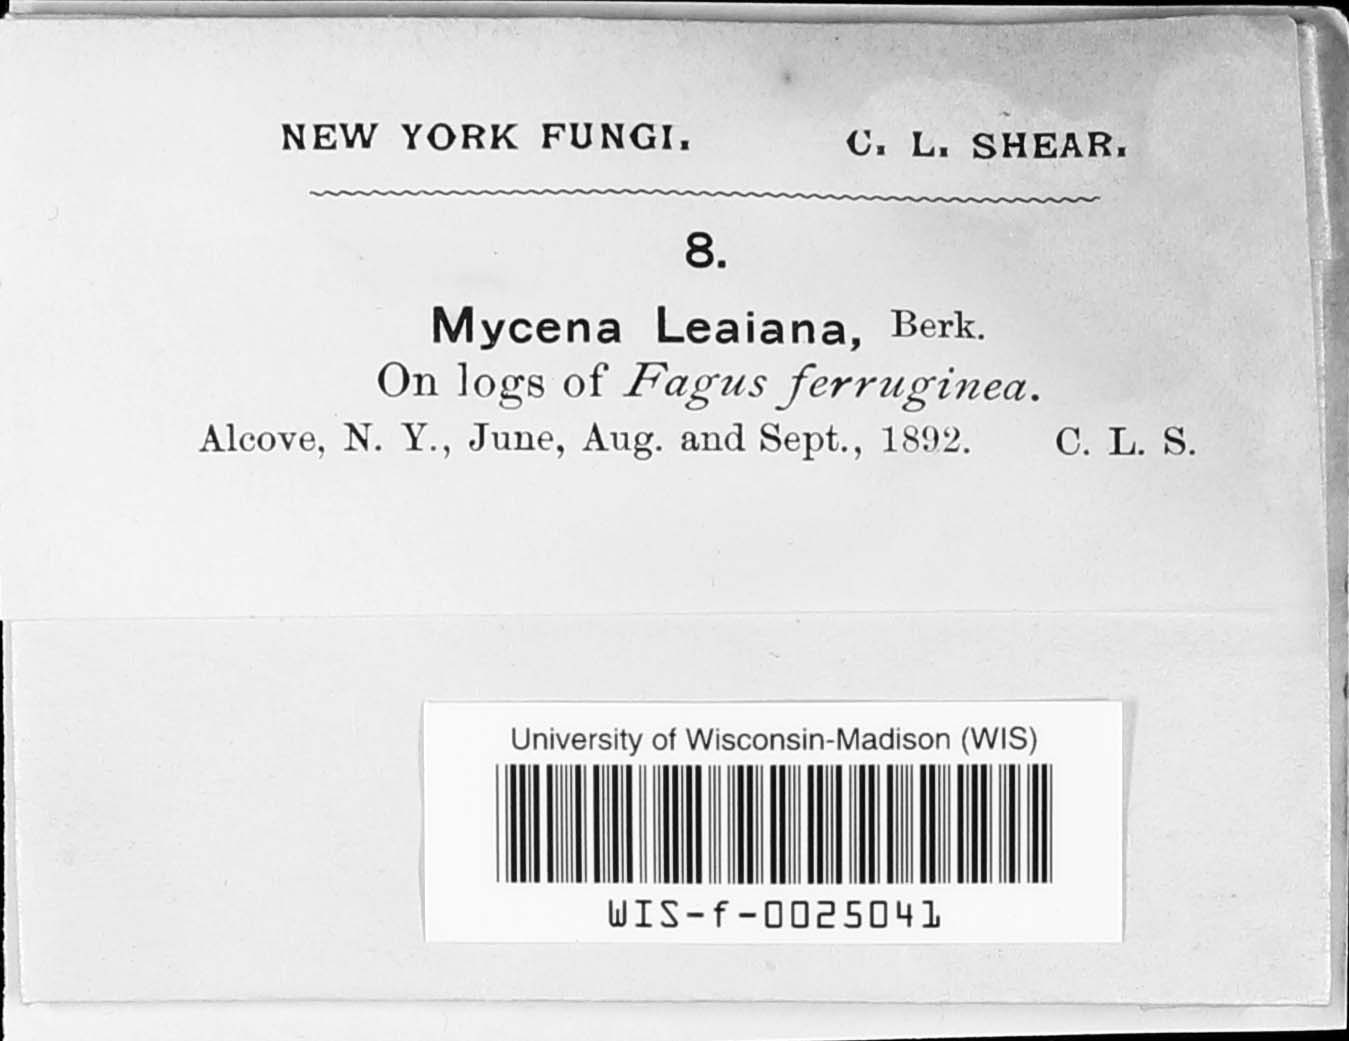 NEW YORK FUNGI. C. L. SHEAR.
8.
Mycena Leaiana, Berk.
On logs of Fagus ferruginea.
Alcove, N. Y., June, Aug. and Sept., 1892. C. L. S.
University of Wisconsin-Madison (WIS)
WIS-f-0025041